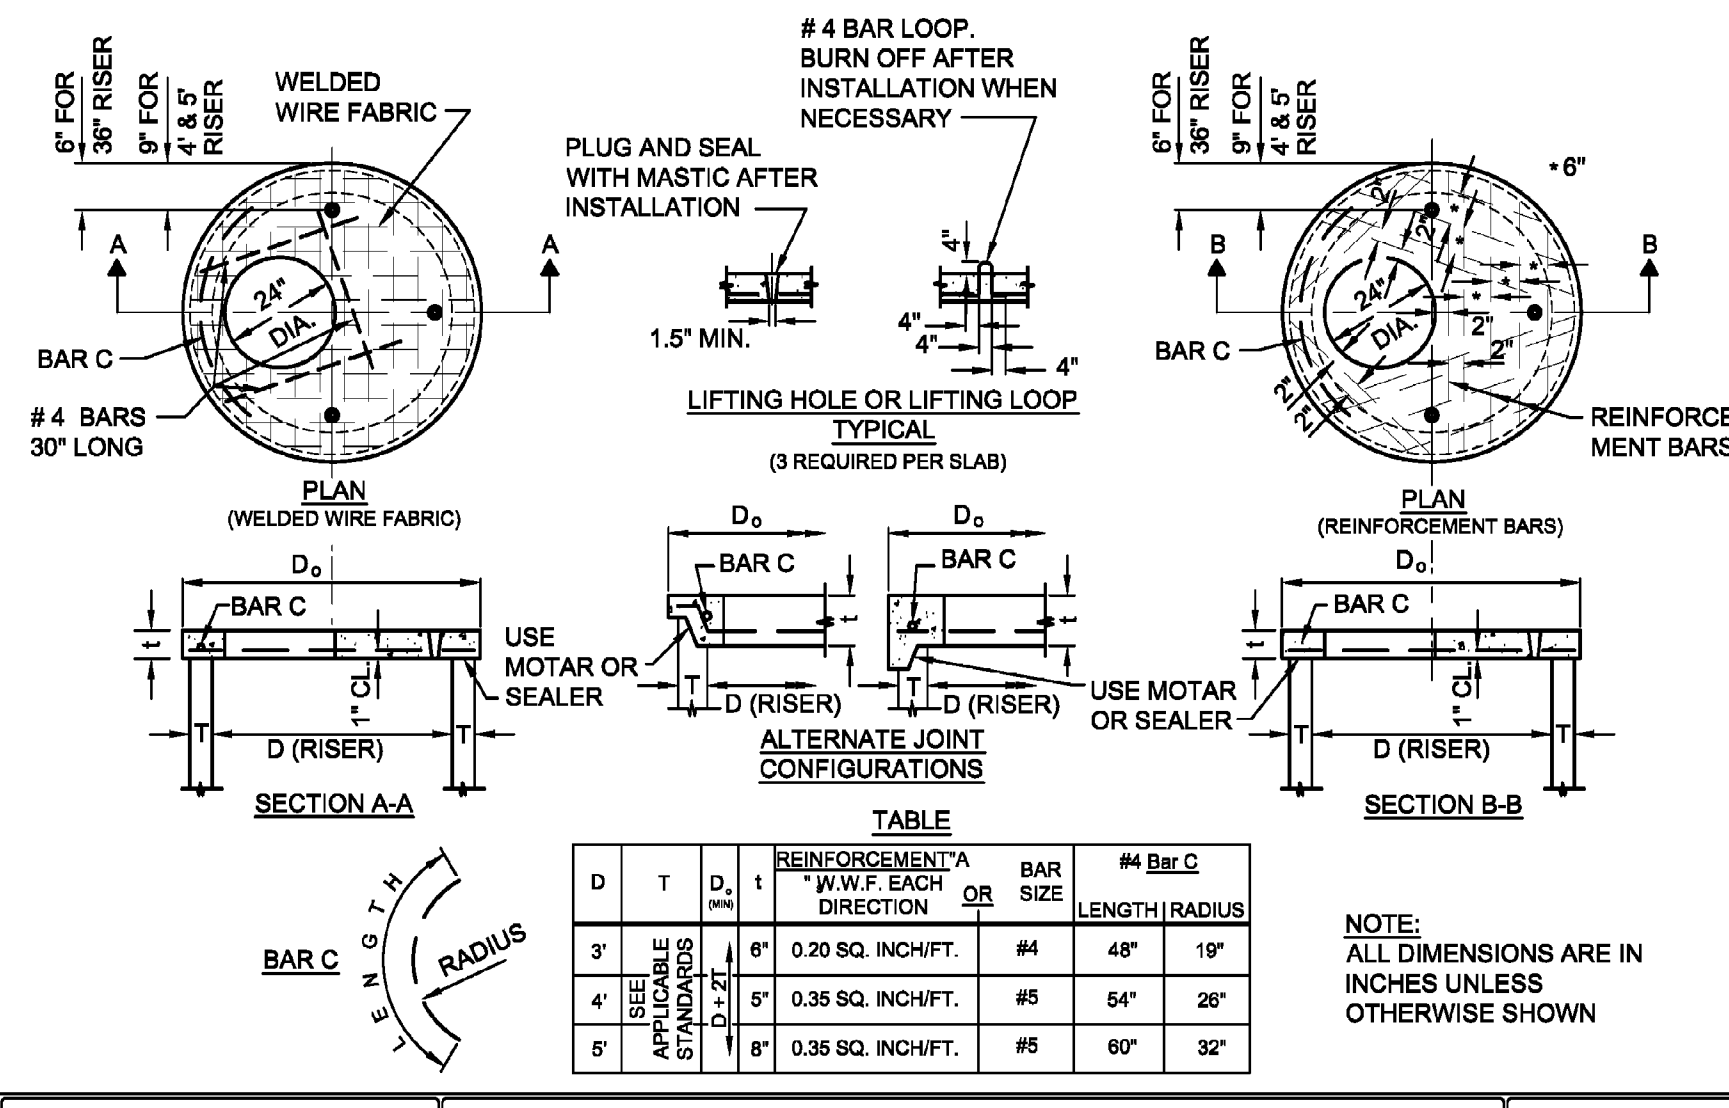 6" FOR
36" RISER
9" FOR
4' & 5'
RISER
WELDED
WIRE FABRIC
A
A
24"
DIA.
BAR C
# 4 BARS
30" LONG
PLAN
(WELDED WIRE FABRIC)
PLUG AND SEAL
WITH MASTIC AFTER
INSTALLATION
1.5" MIN.
# 4 BAR LOOP.
BURN OFF AFTER
INSTALLATION WHEN
NECESSARY
4"
4"
4"
4"
LIFTING HOLE OR LIFTING LOOP
TYPICAL
(3 REQUIRED PER SLAB)
6" FOR
36" RISER
9" FOR
4' & 5'
RISER
* 6"
2"
2"
*
*
*
*
*
B
B
24"
DIA.
2"
2"
2"
2"
BAR C
REINFORCE
MENT BARS
PLAN
(REINFORCEMENT BARS)
Do
BAR C
t
USE
MOTAR OR
SEALER
1" CL.
T
T
D (RISER)
SECTION A-A
Do
BAR C
t
T
D (RISER)
Do
BAR C
t
T
D (RISER)
USE MOTAR
OR SEALER
ALTERNATE JOINT
CONFIGURATIONS
Do
BAR C
t
1" CL.
T
T
D (RISER)
SECTION B-B
BAR C
LENGTH
RADIUS
TABLE
D T Do (MIN) t REINFORCEMENT"A
" W.W.F. EACH
DIRECTION OR BAR
SIZE #4 Bar C
LENGTH RADIUS
SEE
APPLICABLE
STANDARDS
D + 2T
3' 6" 0.20 SQ. INCH/FT. #4 48" 19"
4' 5" 0.35 SQ. INCH/FT. #5 54" 26"
5' 8" 0.35 SQ. INCH/FT. #5 60" 32"
NOTE:
ALL DIMENSIONS ARE IN
INCHES UNLESS
OTHERWISE SHOWN